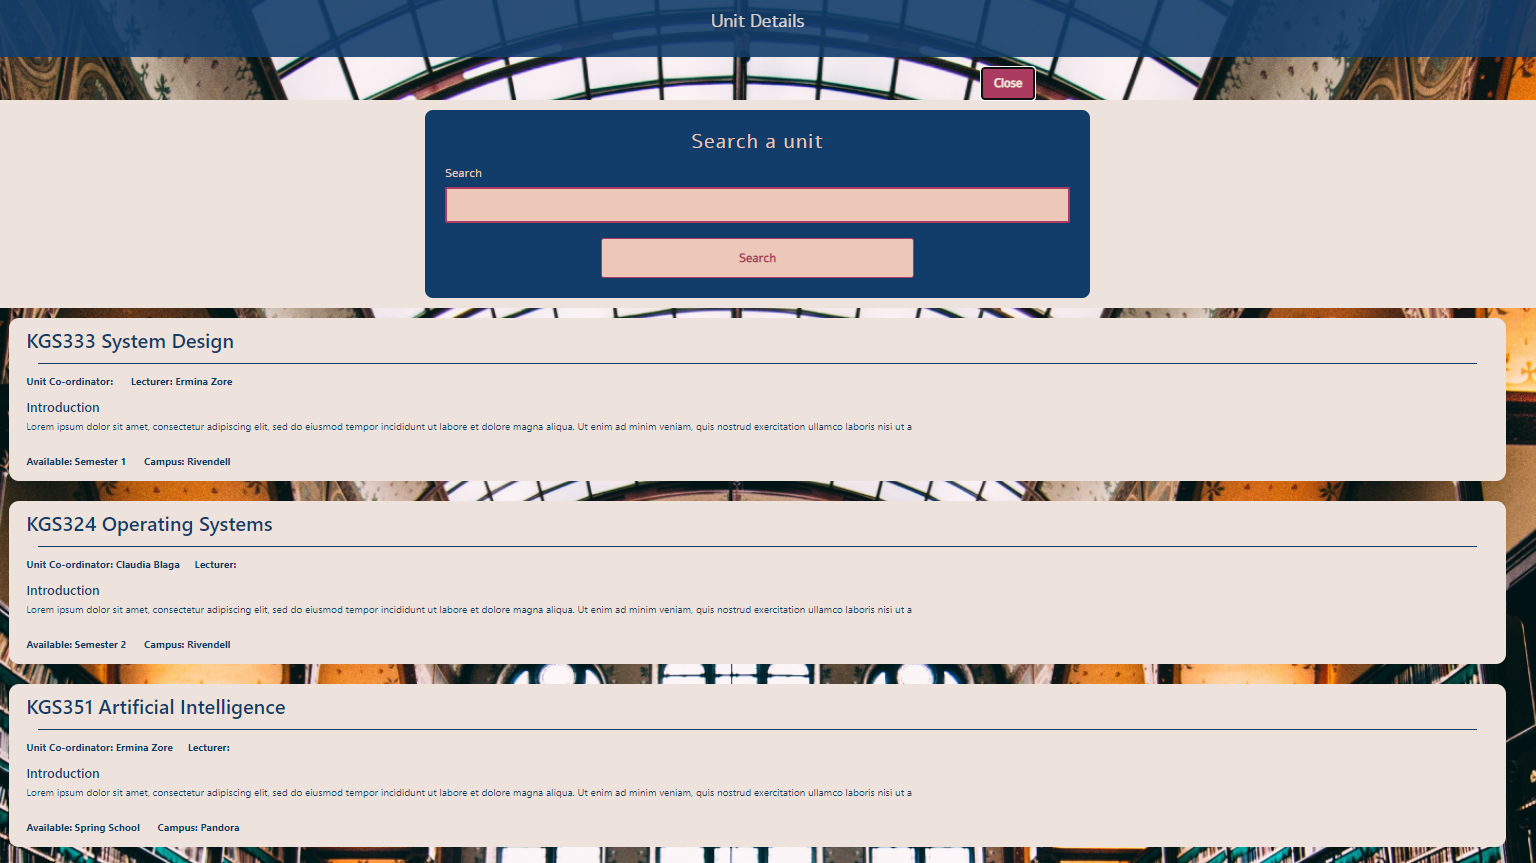 Unit Details
Close
Search a unit
Search
Search
KGS333 System Design
Unit Co-ordinator: Lecturer: Ermina Zore
Introduction
Lorem ipsum dolor sit amet, consectetur adipiscing elit, sed do eiusmod tempor incididunt ut labore et dolore magna aliqua. Ut enim ad minim veniam, quis nostrud exercitation ullamco laboris nisi ut a
Available: Semester 1 Campus: Rivendell
KGS324 Operating Systems
Unit Co-ordinator: Claudia Blaga Lecturer:
Introduction
Lorem ipsum dolor sit amet, consectetur adipiscing elit, sed do eiusmod tempor incididunt ut labore et dolore magna aliqua. Ut enim ad minim veniam, quis nostrud exercitation ullamco laboris nisi ut a
Available: Semester 2 Campus: Rivendell
KGS351 Artificial Intelligence
Unit Co-ordinator: Ermina Zore Lecturer:
Introduction
Lorem ipsum dolor sit amet, consectetur adipiscing elit, sed do eiusmod tempor incididunt ut labore et dolore magna aliqua. Ut enim ad minim veniam, quis nostrud exercitation ullamco laboris nisi ut a
Available: Spring School Campus: Pandora